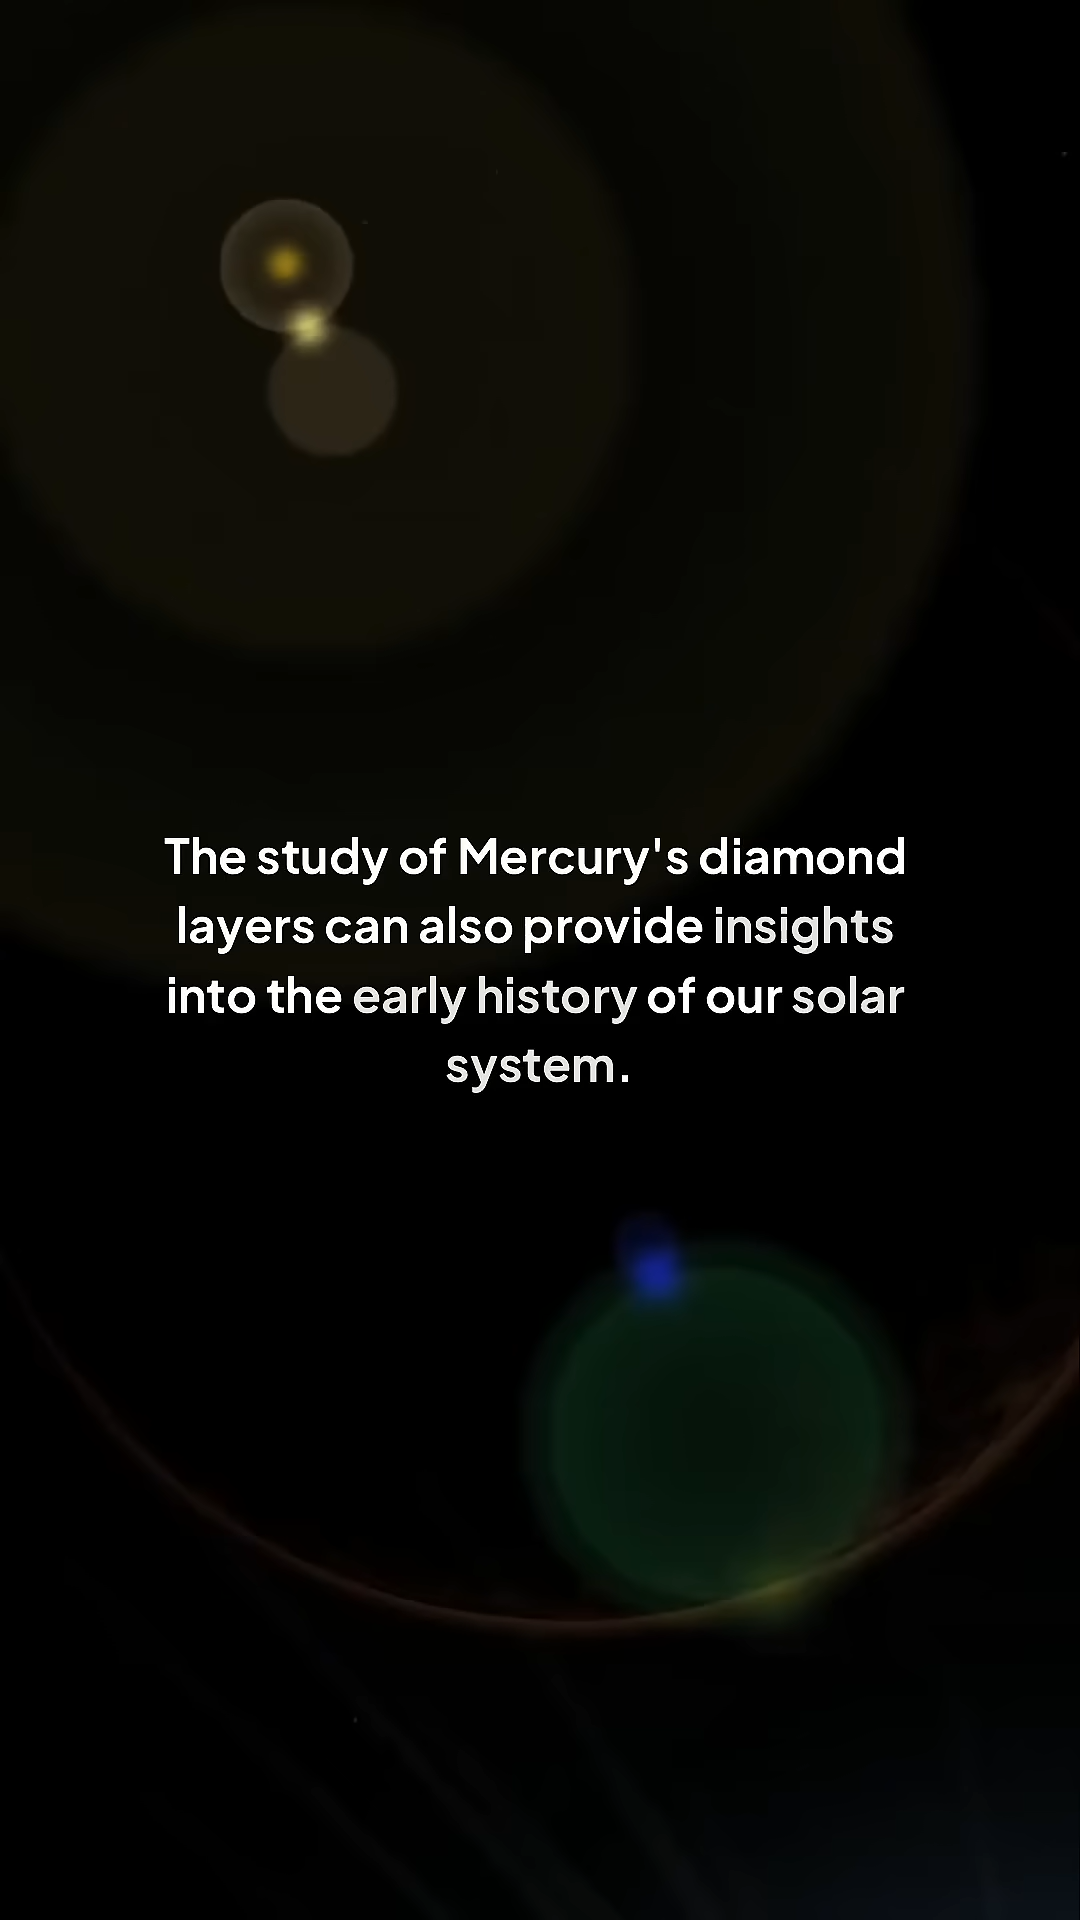 The study of Mercury's diamond
layers can also provide insights
into the early history of our solar
system.